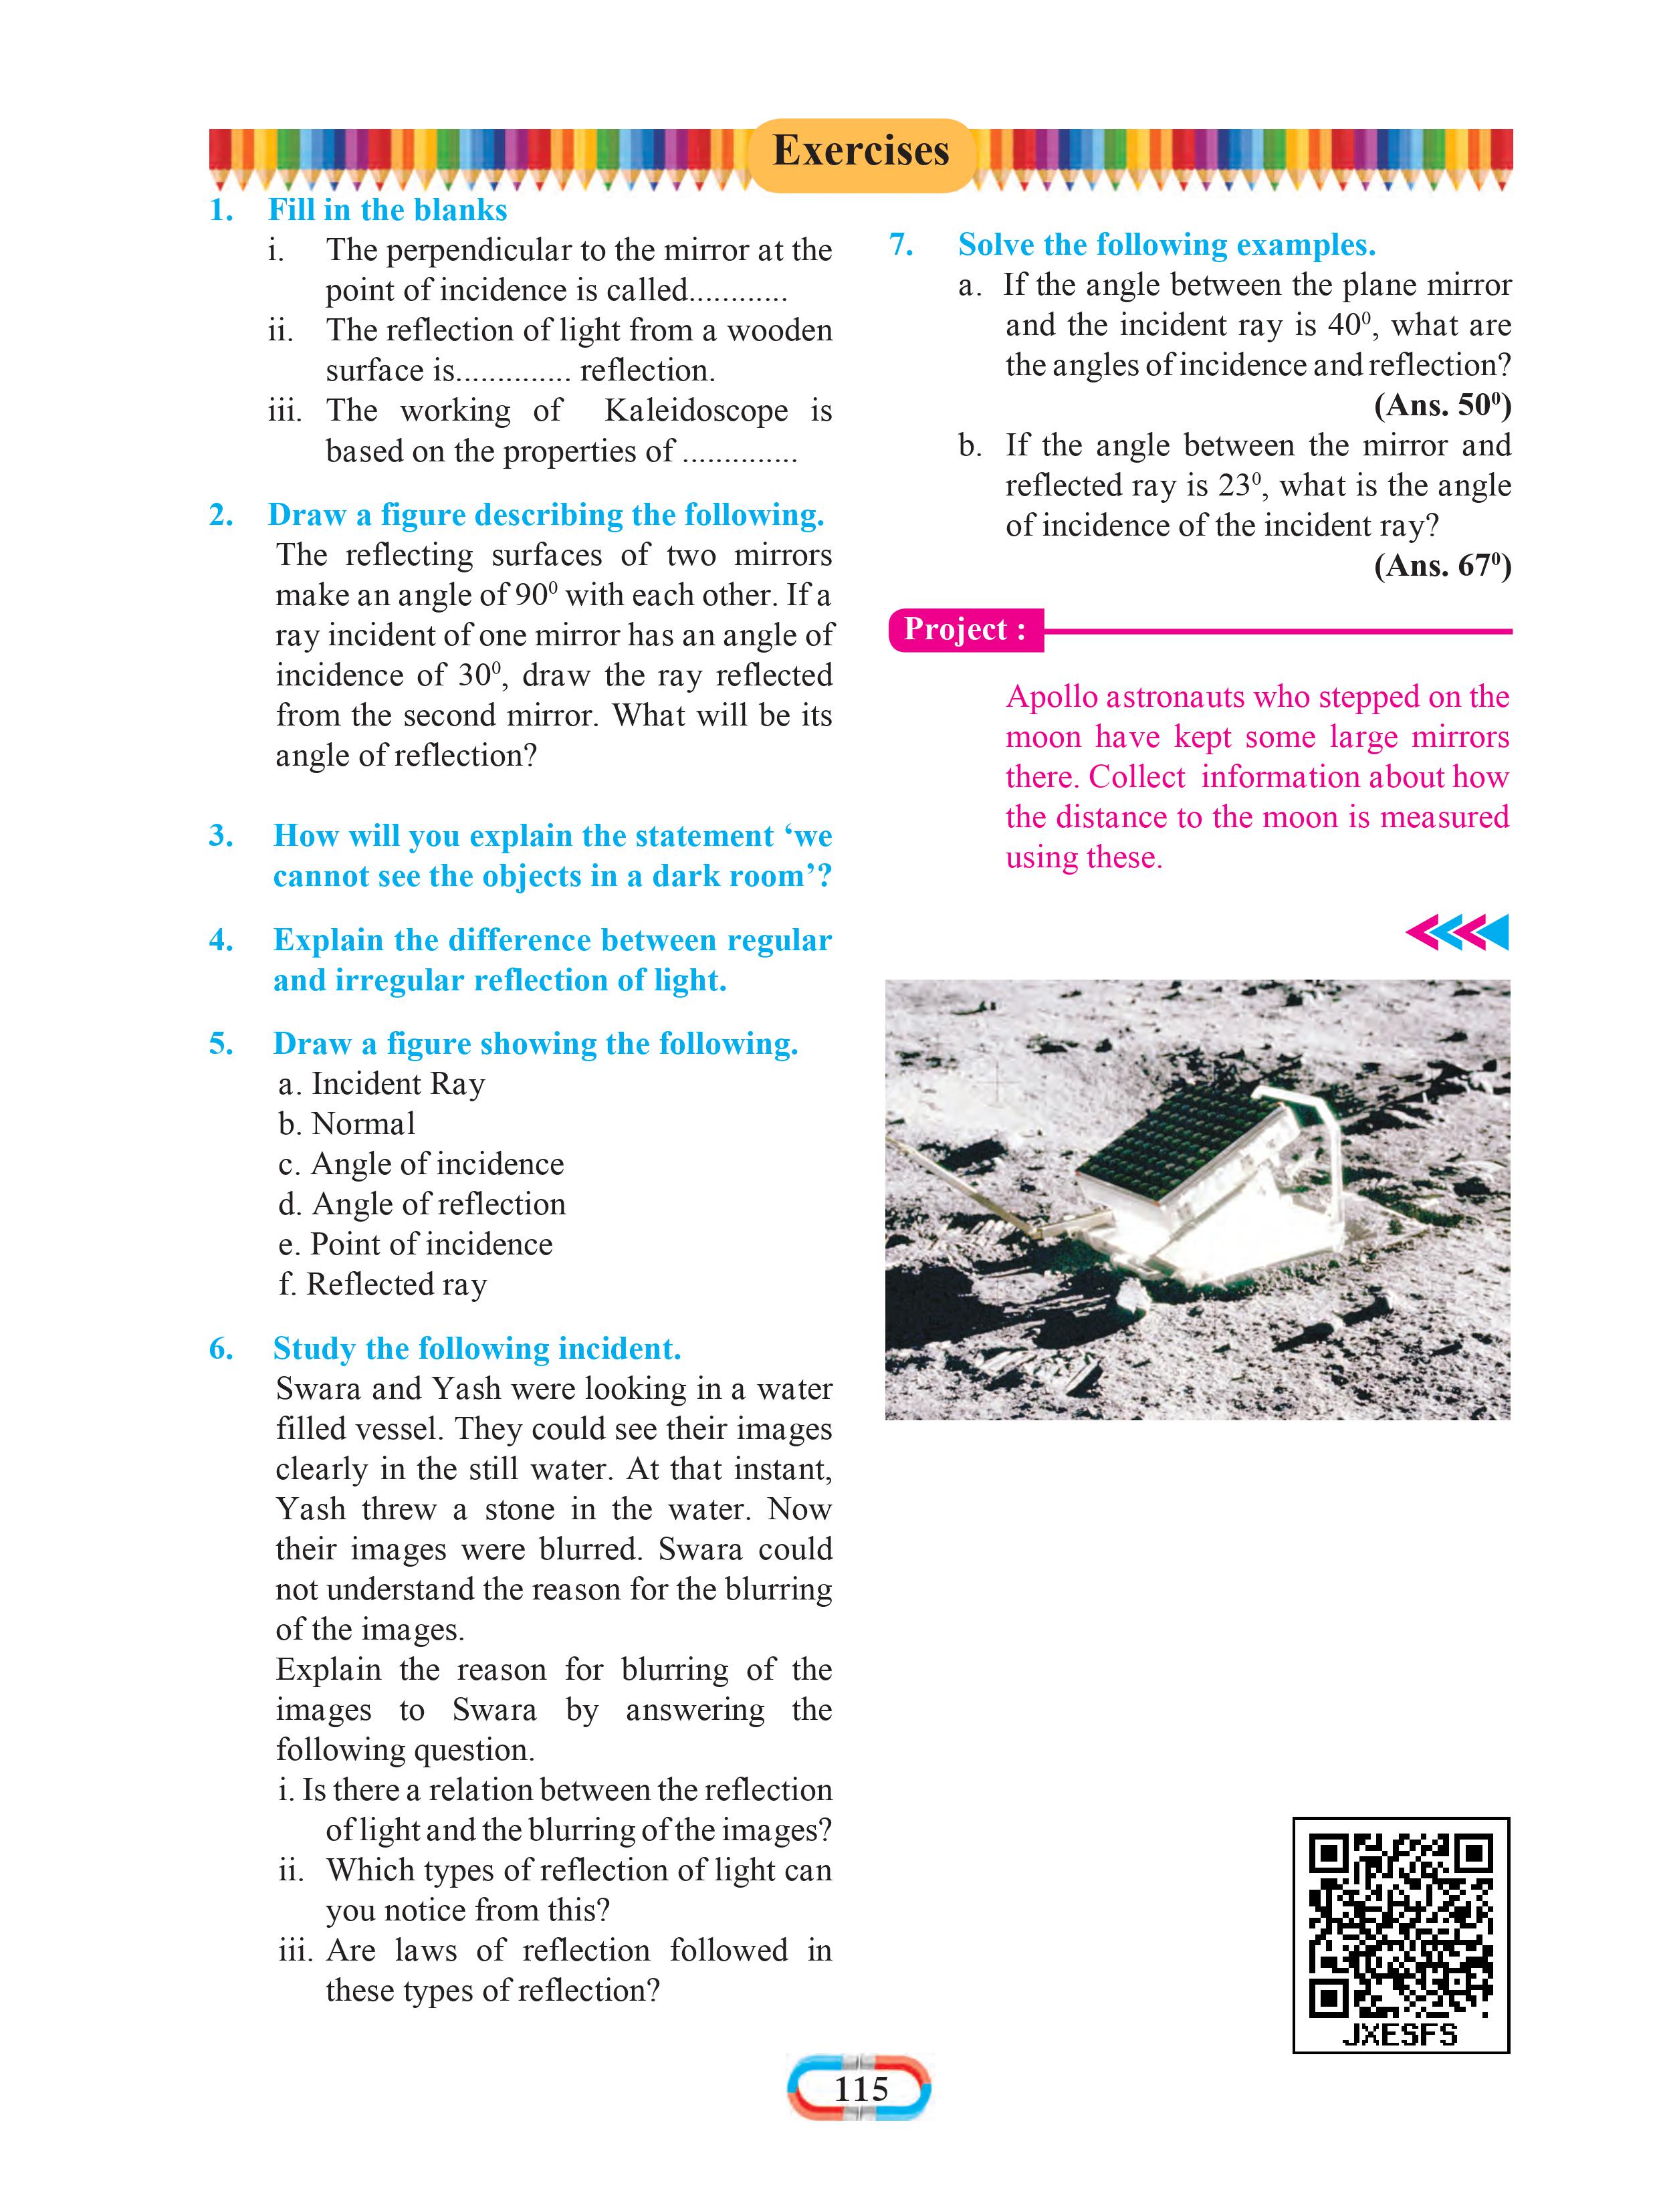 Exercises
1. Fill in the blanks
i. The perpendicular to the mirror at the
point of incidence is called............
ii. The reflection of light from a wooden
surface is.............. reflection.
iii. The working of Kaleidoscope is
based on the properties of ..............
2. Draw a figure describing the following.
The reflecting surfaces of two mirrors
make an angle of 90⁰ with each other. If a
ray incident of one mirror has an angle of
incidence of 30⁰, draw the ray reflected
from the second mirror. What will be its
angle of reflection?
3. How will you explain the statement ‘we
cannot see the objects in a dark room’?
4. Explain the difference between regular
and irregular reflection of light.
5. Draw a figure showing the following.
a. Incident Ray
b. Normal
c. Angle of incidence
d. Angle of reflection
e. Point of incidence
f. Reflected ray
6. Study the following incident.
Swara and Yash were looking in a water
filled vessel. They could see their images
clearly in the still water. At that instant,
Yash threw a stone in the water. Now
their images were blurred. Swara could
not understand the reason for the blurring
of the images.
Explain the reason for blurring of the
images to Swara by answering the
following question.
i. Is there a relation between the reflection
of light and the blurring of the images?
ii. Which types of reflection of light can
you notice from this?
iii. Are laws of reflection followed in
these types of reflection?
7. Solve the following examples.
a. If the angle between the plane mirror
and the incident ray is 40⁰, what are
the angles of incidence and reflection?
(Ans. 50⁰)
b. If the angle between the mirror and
reflected ray is 23⁰, what is the angle
of incidence of the incident ray?
(Ans. 67⁰)
Project :
Apollo astronauts who stepped on the
moon have kept some large mirrors
there. Collect information about how
the distance to the moon is measured
using these.
JXESFS
115